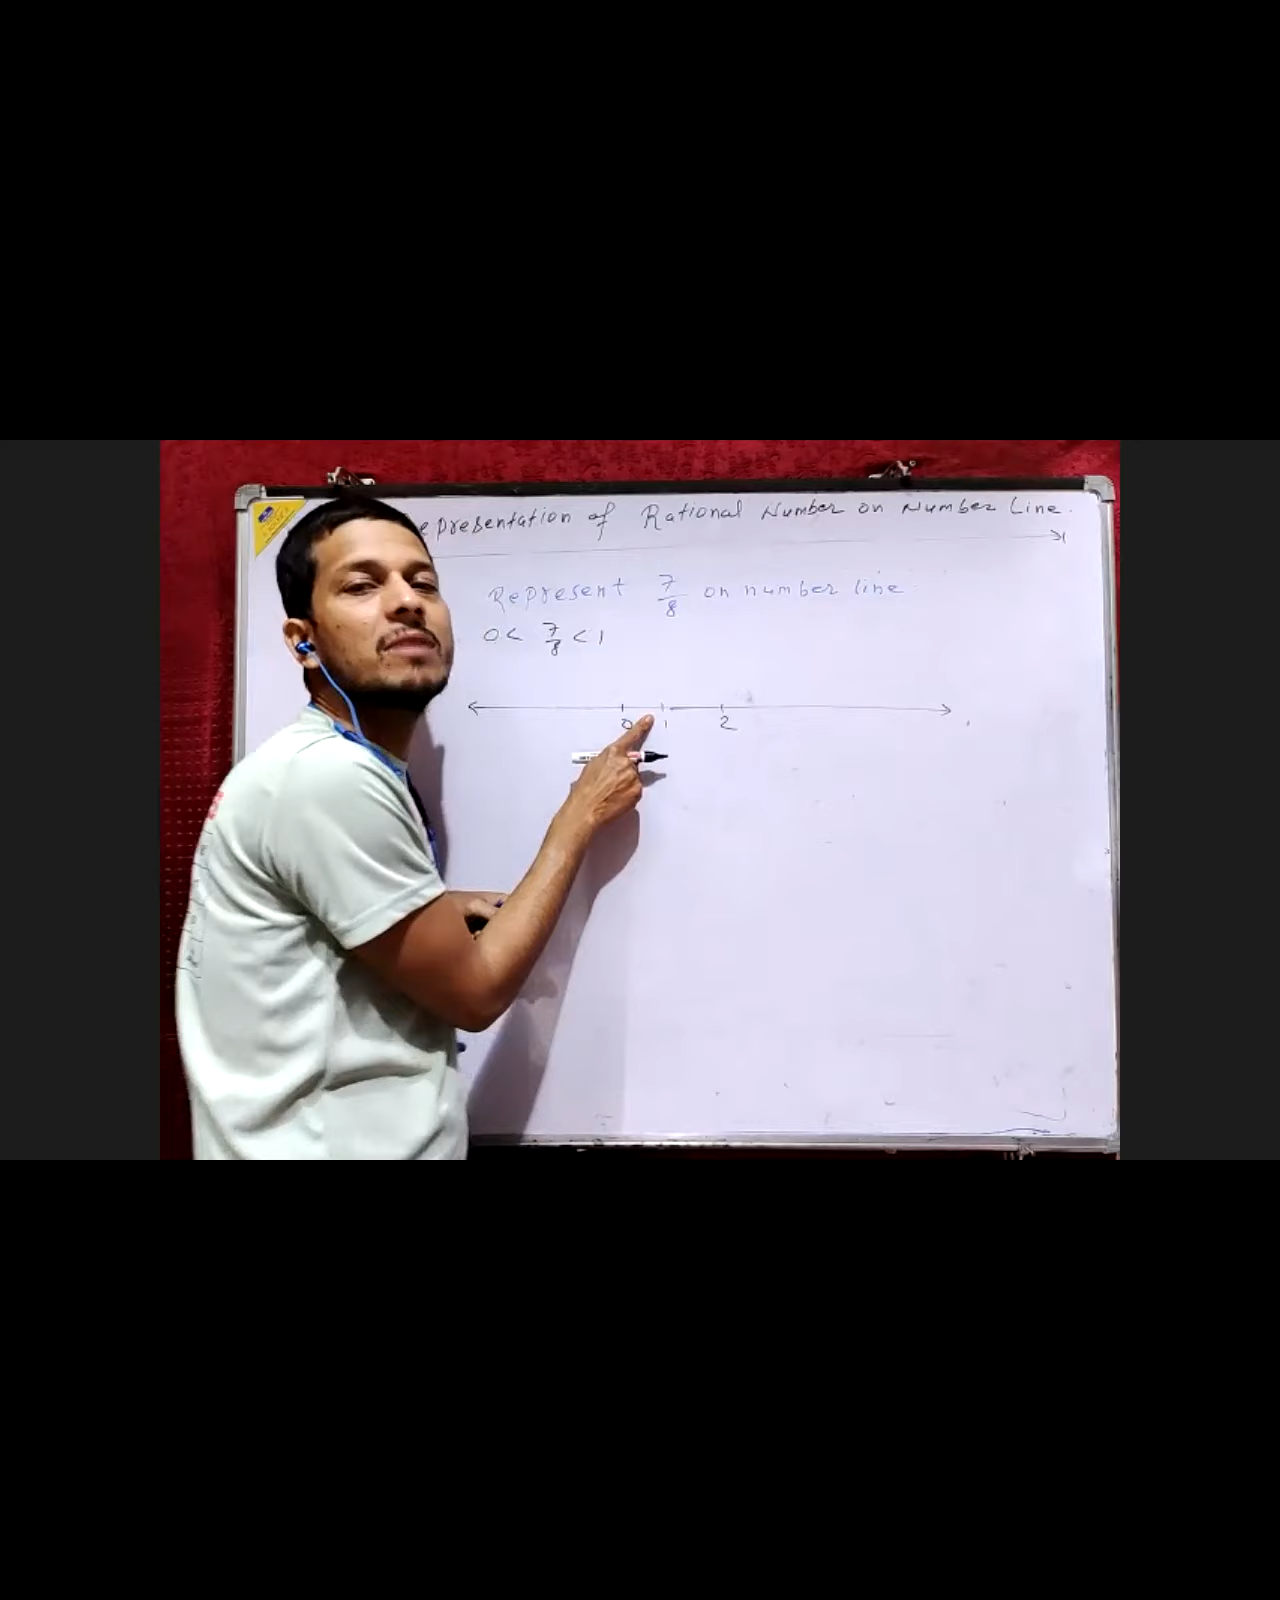 epresentation of Rational Number on Number Line.
Represent 7/8 on number line.
0 < 7/8 < 1
0 1 2